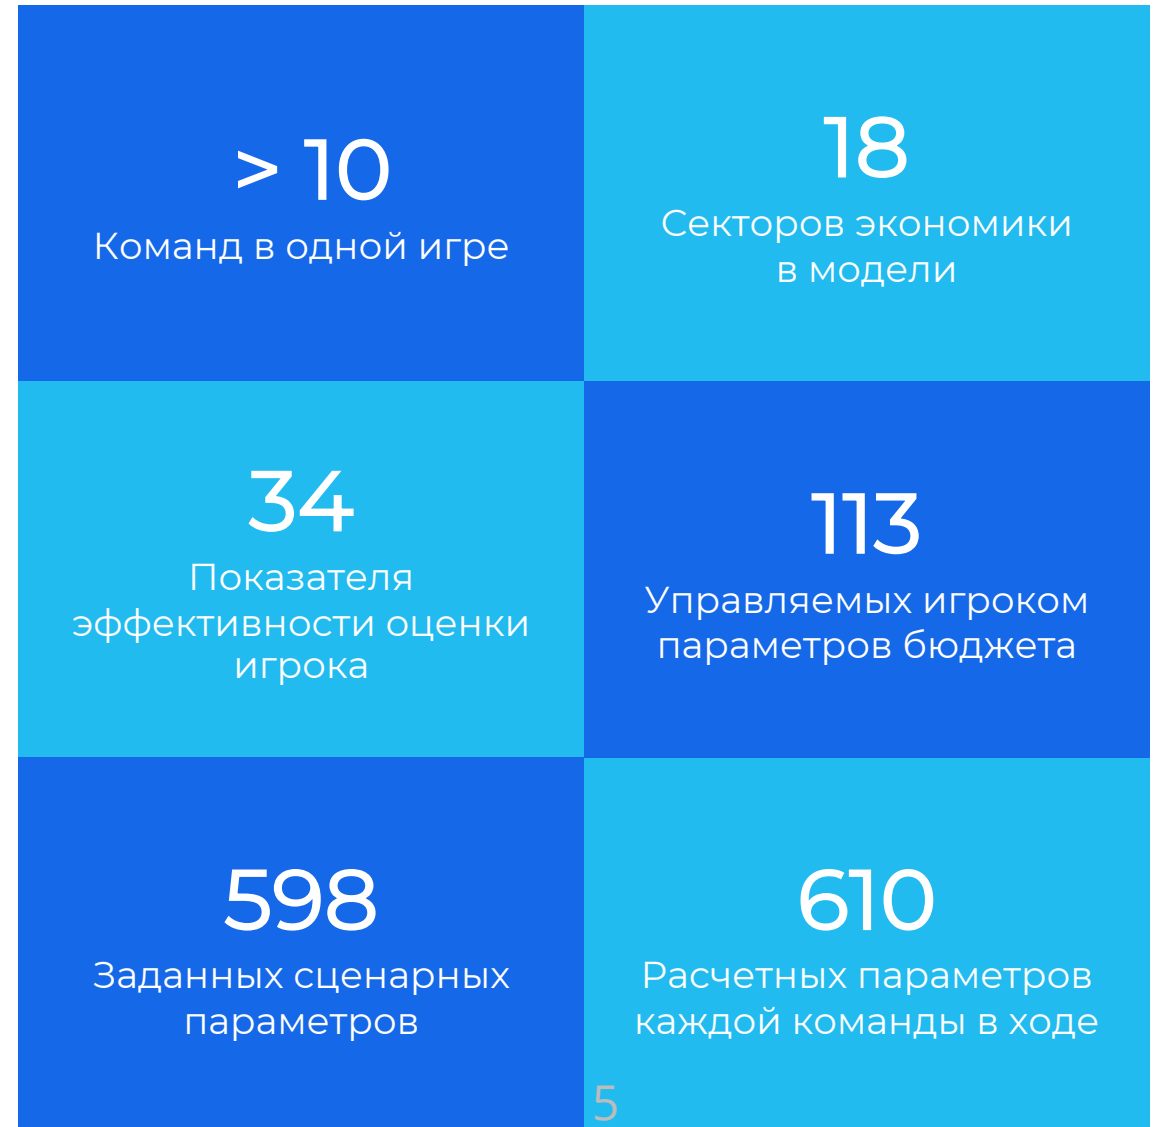 > 10
Команд в одной игре
18
Секторов экономики
в модели
34
Показателя
эффективности оценки
игрока
113
Управляемых игроком
параметров бюджета
598
Заданных сценарных
параметров
610
Расчетных параметров
каждой команды в ходе
5